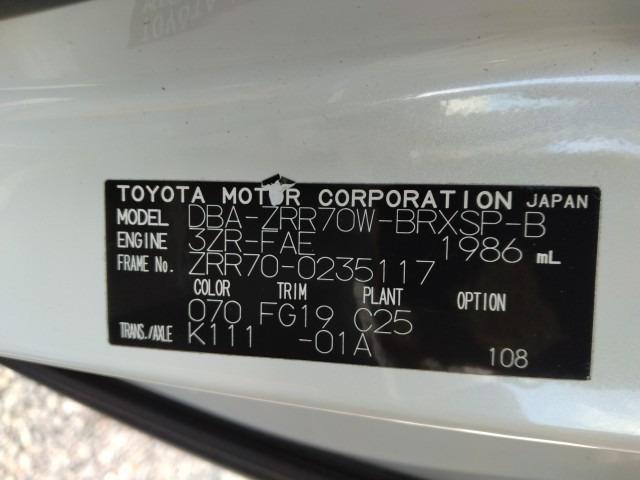 TOYOTA MOTOR CORPORATION JAPAN
MODEL DBA-ZRR70W-BRXSP-B
ENGINE 3ZR-FAE 1986 mL
FRAME NO. ZRR70-0235117
COLOR TRIM PLANT OPTION
070 FG19 C25
TRANS./AXLE K111 -01A 108